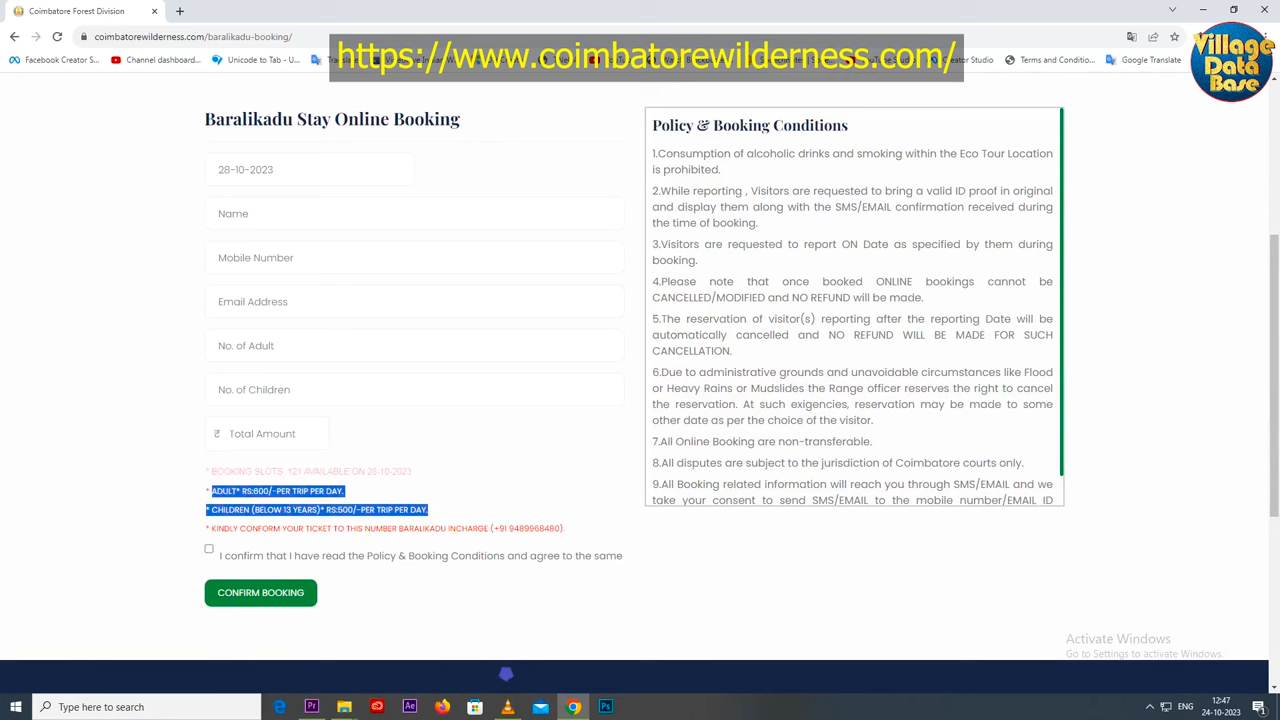 Coimbatore Forest Division
coimbatorewilderness.com/baralikadu-booking/
https://www.coimbatorewilderness.com/
Village
Data
Base
Facebook Creator S...
Dashboard
Unicode to Tab - U...
Creator Studio
Terms and Conditio...
Google Translate
Baralikadu Stay Online Booking
28-10-2023
Name
Mobile Number
Email Address
No. of Adult
No. of Children
₹ Total Amount
* BOOKING SLOTS 121 AVAILABLE ON 28-10-2023
* ADULT* RS:600/-PER TRIP PER DAY.
* CHILDREN (BELOW 13 YEARS)* RS:500/-PER TRIP PER DAY.
* KINDLY CONFORM YOUR TICKET TO THIS NUMBER BARALIKADU INCHARGE (+91 9489968480).
I confirm that I have read the Policy & Booking Conditions and agree to the same
CONFIRM BOOKING
Policy & Booking Conditions
1.Consumption of alcoholic drinks and smoking within the Eco Tour Location
is prohibited.
2.While reporting , Visitors are requested to bring a valid ID proof in original
and display them along with the SMS/EMAIL confirmation received during
the time of booking.
3.Visitors are requested to report ON Date as specified by them during
booking.
4.Please note that once booked ONLINE bookings cannot be
CANCELLED/MODIFIED and NO REFUND will be made.
5.The reservation of visitor(s) reporting after the reporting Date will be
automatically cancelled and NO REFUND WILL BE MADE FOR SUCH
CANCELLATION.
6.Due to administrative grounds and unavoidable circumstances like Flood
or Heavy Rains or Mudslides the Range officer reserves the right to cancel
the reservation. At such exigencies, reservation may be made to some
other date as per the choice of the visitor.
7.All Online Booking are non-transferable.
8.All disputes are subject to the jurisdiction of Coimbatore courts only.
9.All Booking related information will reach you through SMS/EMAIL and we
take your consent to send SMS/EMAIL to the mobile number/EMAIL ID
Activate Windows
Go to Settings to activate Windows.
Type here to search
Pr
Ae
Ps
ENG
12:47
24-10-2023